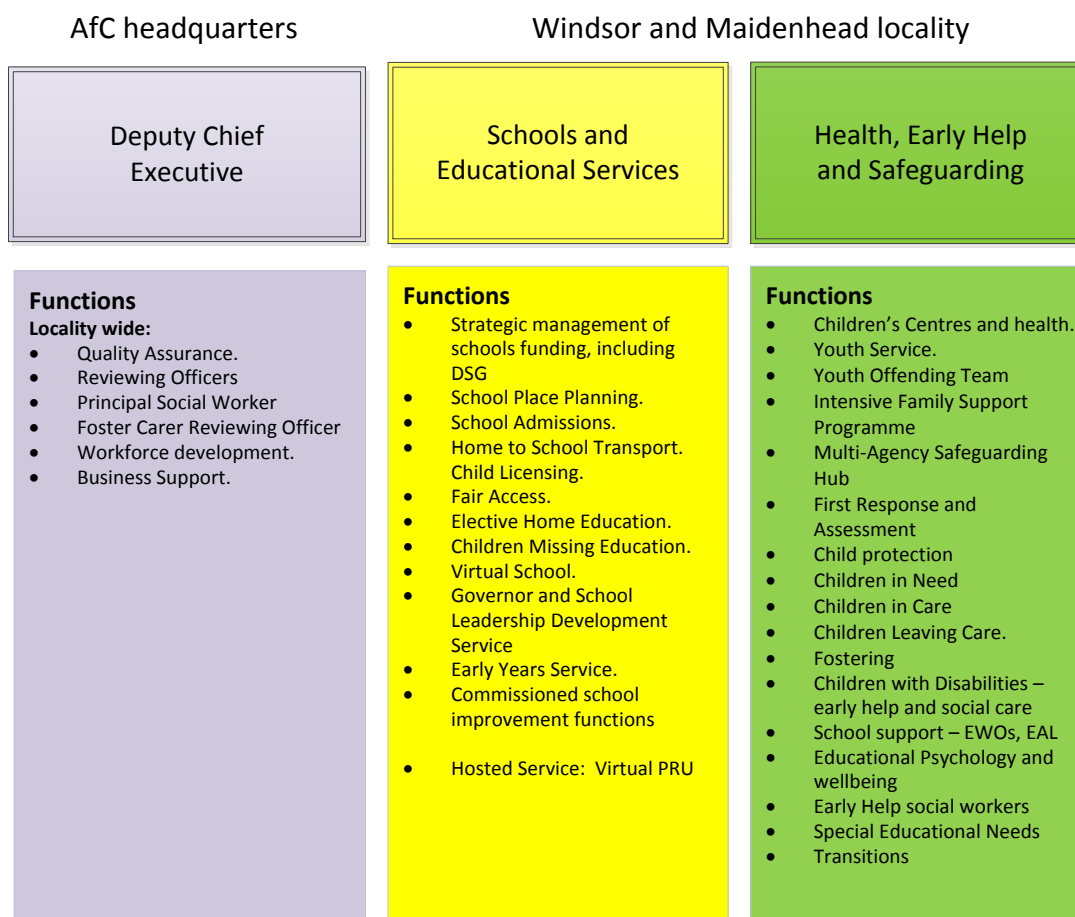 AfC headquarters
Windsor and Maidenhead locality
Deputy Chief
Executive
Schools and
Educational Services
Health, Early Help
and Safeguarding
Functions
Locality wide:
• Quality Assurance.
• Reviewing Officers
• Principal Social Worker
• Foster Carer Reviewing Officer
• Workforce development.
• Business Support.
Functions
• Strategic management of
schools funding, including
DSG
• School Place Planning.
• School Admissions.
• Home to School Transport.
Child Licensing.
• Fair Access.
• Elective Home Education.
• Children Missing Education.
• Virtual School.
• Governor and School
Leadership Development
Service
• Early Years Service.
• Commissioned school
improvement functions
• Hosted Service: Virtual PRU
Functions
• Children’s Centres and health.
• Youth Service.
• Youth Offending Team
• Intensive Family Support
Programme
• Multi-Agency Safeguarding
Hub
• First Response and
Assessment
• Child protection
• Children in Need
• Children in Care
• Children Leaving Care.
• Fostering
• Children with Disabilities –
early help and social care
• School support – EWOs, EAL
• Educational Psychology and
wellbeing
• Early Help social workers
• Special Educational Needs
• Transitions